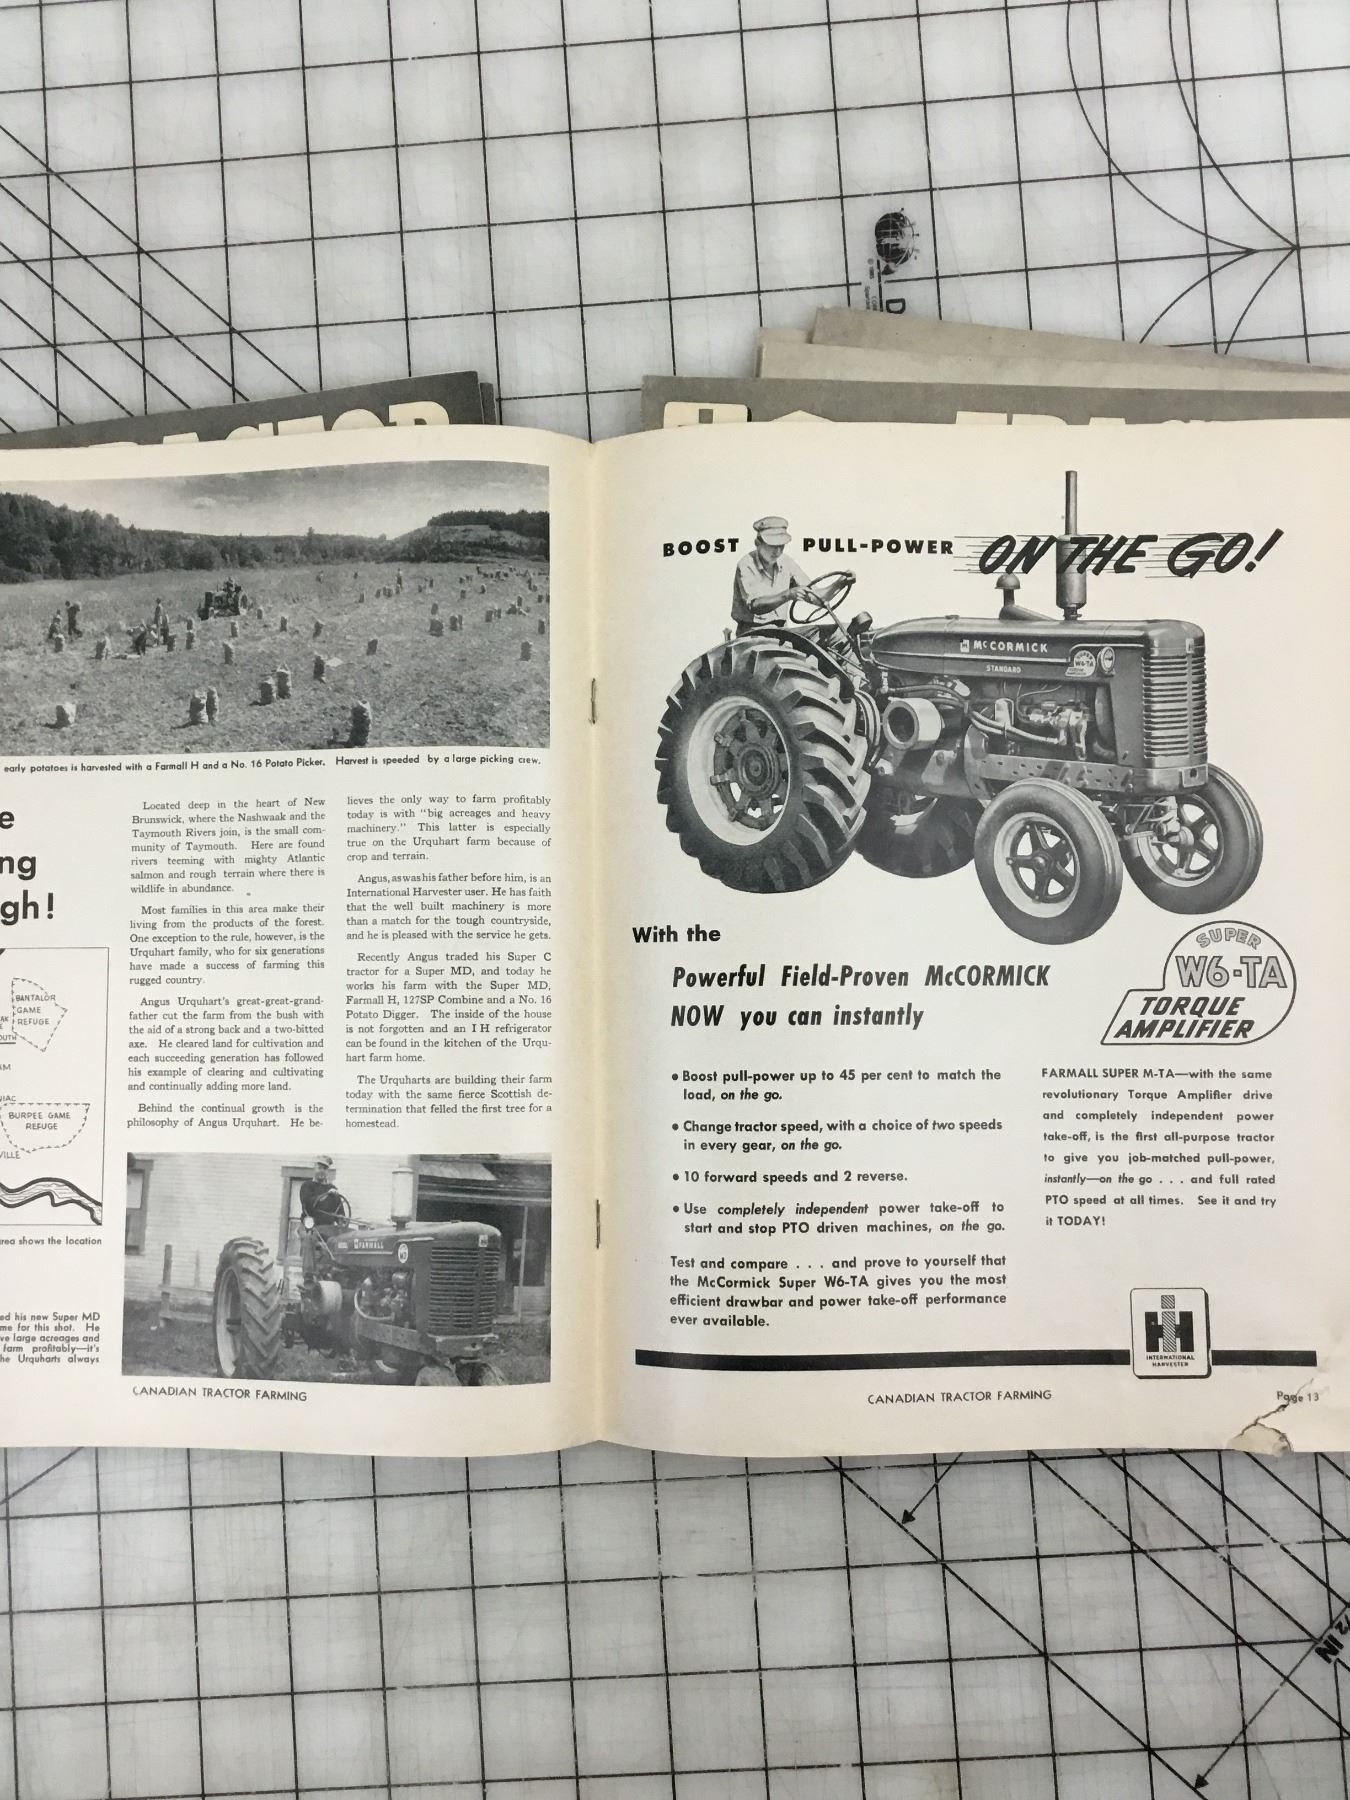 early potatoes is harvested with a Farmall H and a No. 16 Potato Picker. Harvest is speeded by a large picking crew.
e
ng
gh!
BANTALOR
GAME
REFUGE
BURPEE GAME
REFUGE
VILLE
rea shows the location
ed his new Super MD
me for this shot. He
ve large acreages and
farm profitably—it's
he Urquharts always
Located deep in the heart of New
Brunswick, where the Nashwaak and the
Taymouth Rivers join, is the small com-
munity of Taymouth. Here are found
rivers teeming with mighty Atlantic
salmon and rough terrain where there is
wildlife in abundance.
Most families in this area make their
living from the products of the forest.
One exception to the rule, however, is the
Urquhart family, who for six generations
have made a success of farming this
rugged country.
Angus Urquhart's great-great-grand-
father cut the farm from the bush with
the aid of a strong back and a two-bitted
axe. He cleared land for cultivation and
each succeeding generation has followed
his example of clearing and cultivating
and continually adding more land.
Behind the continual growth is the
philosophy of Angus Urquhart. He be-
lieves the only way to farm profitably
today is with "big acreages and heavy
machinery." This latter is especially
true on the Urquhart farm because of
crop and terrain.
Angus, as was his father before him, is an
International Harvester user. He has faith
that the well built machinery is more
than a match for the tough countryside,
and he is pleased with the service he gets.
Recently Angus traded his Super C
tractor for a Super MD, and today he
works his farm with the Super MD,
Farmall H, 127SP Combine and a No. 16
Potato Digger. The inside of the house
is not forgotten and an I H refrigerator
can be found in the kitchen of the Urqu-
hart farm home.
The Urquharts are building their farm
today with the same fierce Scottish de-
termination that felled the first tree for a
homestead.
FARMALL
CANADIAN TRACTOR FARMING
BOOST PULL-POWER ON THE GO!
McCORMICK
STANDARD
SUPER
W6-TA
With the
Powerful Field-Proven McCORMICK
NOW you can instantly
SUPER
W6-TA
TORQUE
AMPLIFIER
• Boost pull-power up to 45 per cent to match the
load, on the go.
• Change tractor speed, with a choice of two speeds
in every gear, on the go.
• 10 forward speeds and 2 reverse.
• Use completely independent power take-off to
start and stop PTO driven machines, on the go.
Test and compare . . . and prove to yourself that
the McCormick Super W6-TA gives you the most
efficient drawbar and power take-off performance
ever available.
FARMALL SUPER M-TA—with the same
revolutionary Torque Amplifier drive
and completely independent power
take-off, is the first all-purpose tractor
to give you job-matched pull-power,
instantly—on the go . . . and full rated
PTO speed at all times. See it and try
it TODAY!
IH
INTERNATIONAL
HARVESTER
CANADIAN TRACTOR FARMING
Page 13
1/2 IN